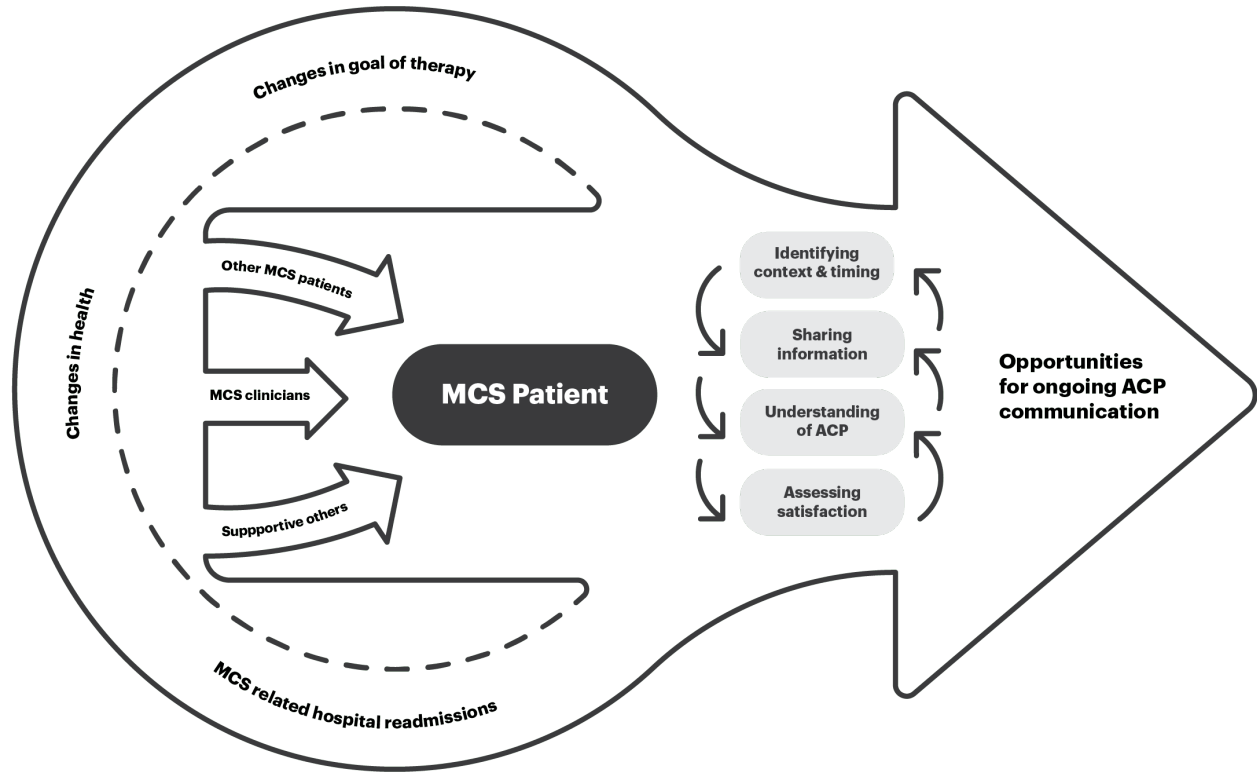 Changes in goal of therapy
Changes in health
MCS related hospital readmissions
Other MCS patients
MCS clinicians
Suppportive others
MCS Patient
Identifying
context & timing
Sharing
information
Understanding
of ACP
Assessing
satisfaction
Opportunities
for ongoing ACP
communication